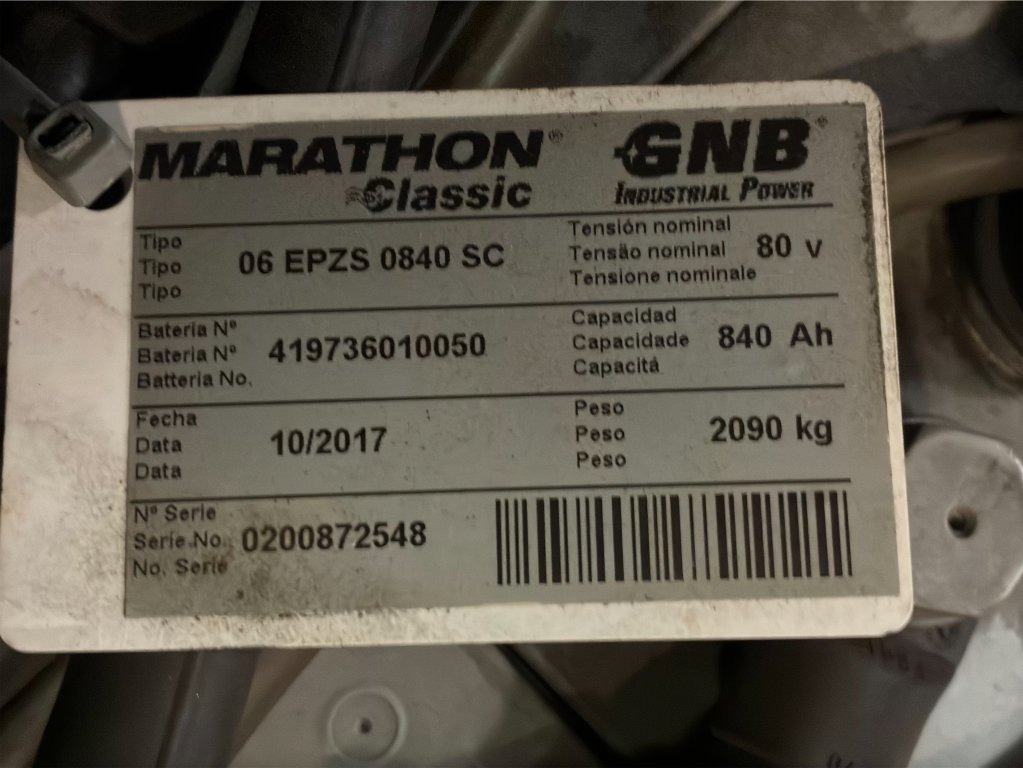 MARATHON® GNB®
Classic INDUSTRIAL POWER
Tipo
Tipo 06 EPZS 0840 SC
Tipo
Tensión nominal
Tensão nominal 80 v
Tensione nominale
Bateria Nº
Bateria Nº 419736010050
Batteria No.
Capacidad
Capacidade 840 Ah
Capacitá
Fecha
Data 10/2017
Data
Peso
Peso 2090 kg
Peso
Nº Serie
Serie No. 0200872548
No. Serie